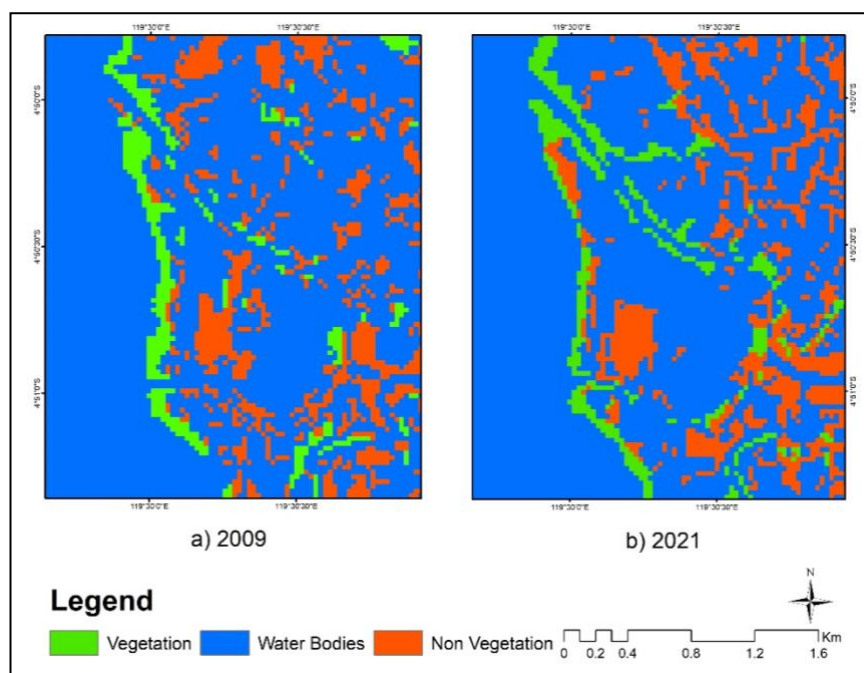 119°30'0"E 119°30'30"E 119°30'0"E 119°30'30"E
4°50'0"S 4°50'0"S
4°50'30"S 4°50'30"S
4°51'0"S 4°51'0"S
119°30'0"E 119°30'30"E 119°30'0"E 119°30'30"E
a) 2009 b) 2021
N
Legend
Vegetation Water Bodies Non Vegetation
Km
0 0.2 0.4 0.8 1.2 1.6